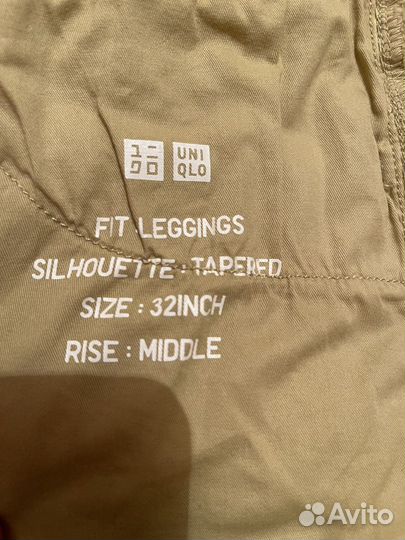 ユニ UNI
クロ QLO
FIT LEGGINGS
SILHOUETTE : TAPERED
SIZE : 32INCH
RISE : MIDDLE
Avito